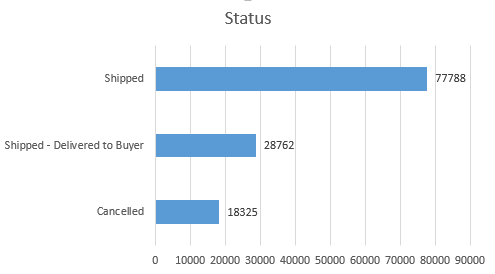 Status
Shipped 77788
Shipped - Delivered to Buyer 28762
Cancelled 18325
0 10000 20000 30000 40000 50000 60000 70000 80000 90000